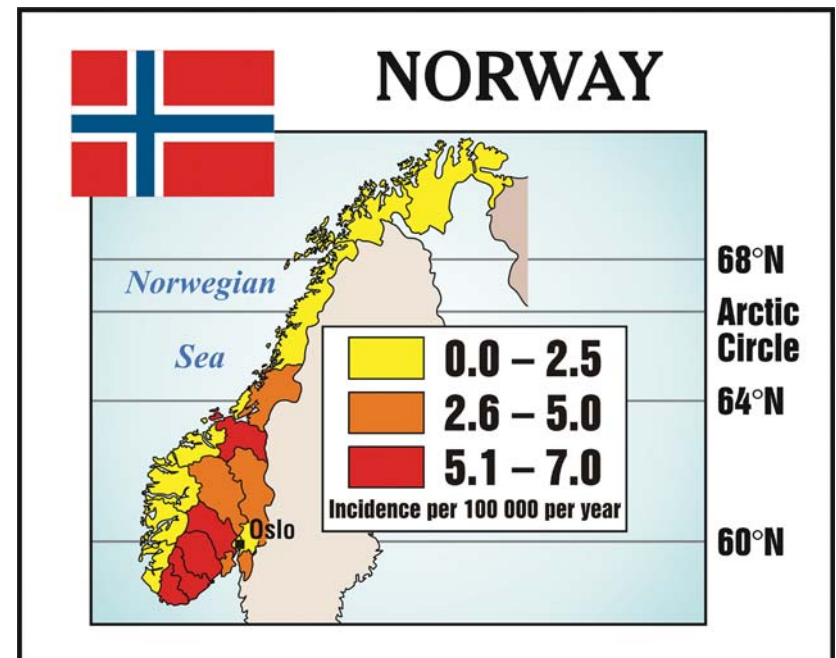 NORWAY
Norwegian
Sea
68°N
Arctic
Circle
64°N
60°N
0.0 – 2.5
2.6 – 5.0
5.1 – 7.0
Incidence per 100 000 per year
Oslo